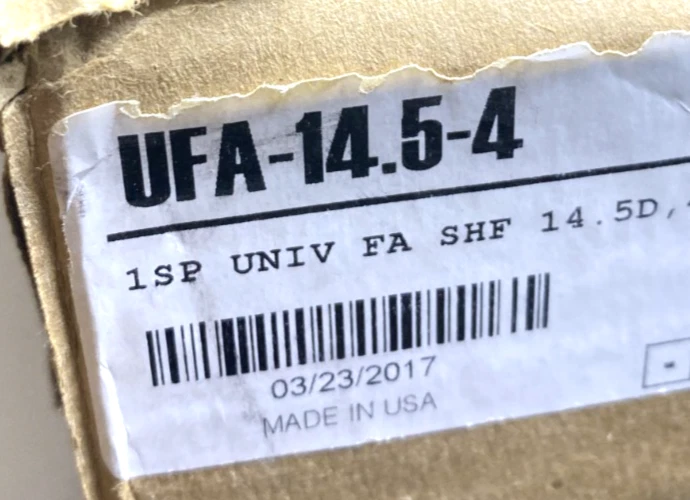 UFA-14.5-4
1SP UNIV FA SHF 14.5D,
03/23/2017
MADE IN USA
-